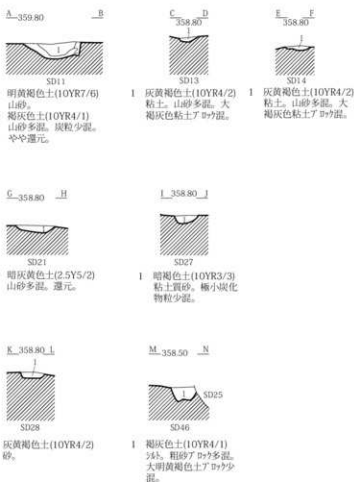 A 359.80 B
1
SD11
明黄褐色土(10YR7/6)
山砂。
褐灰色土(10YR4/1)
山砂多混。炭粒少混。
やや還元。
C D
358.80
1
SD13
1 灰黄褐色土(10YR4/2)
粘土。山砂多混。大
褐灰色粘土ブロック混。
E F
358.80
1
SD14
1 灰黄褐色土(10YR4/2)
粘土。山砂多混。大
褐灰色粘土ブロック混。
G 358.80 H
1
SD21
暗灰黄色土(2.5Y5/2)
山砂多混。還元。
I 358.80 J
1
SD27
1 暗褐色土(10YR3/3)
粘土質砂。極小炭化
物粒少混。
K 358.80 L
1
SD28
灰黄褐色土(10YR4/2)
砂。
M 358.50 N
1
SD25
SD46
1 褐灰色土(10YR4/1)
シルト。粗砂ブロック多混。
大明黄褐色土ブロック少
混。